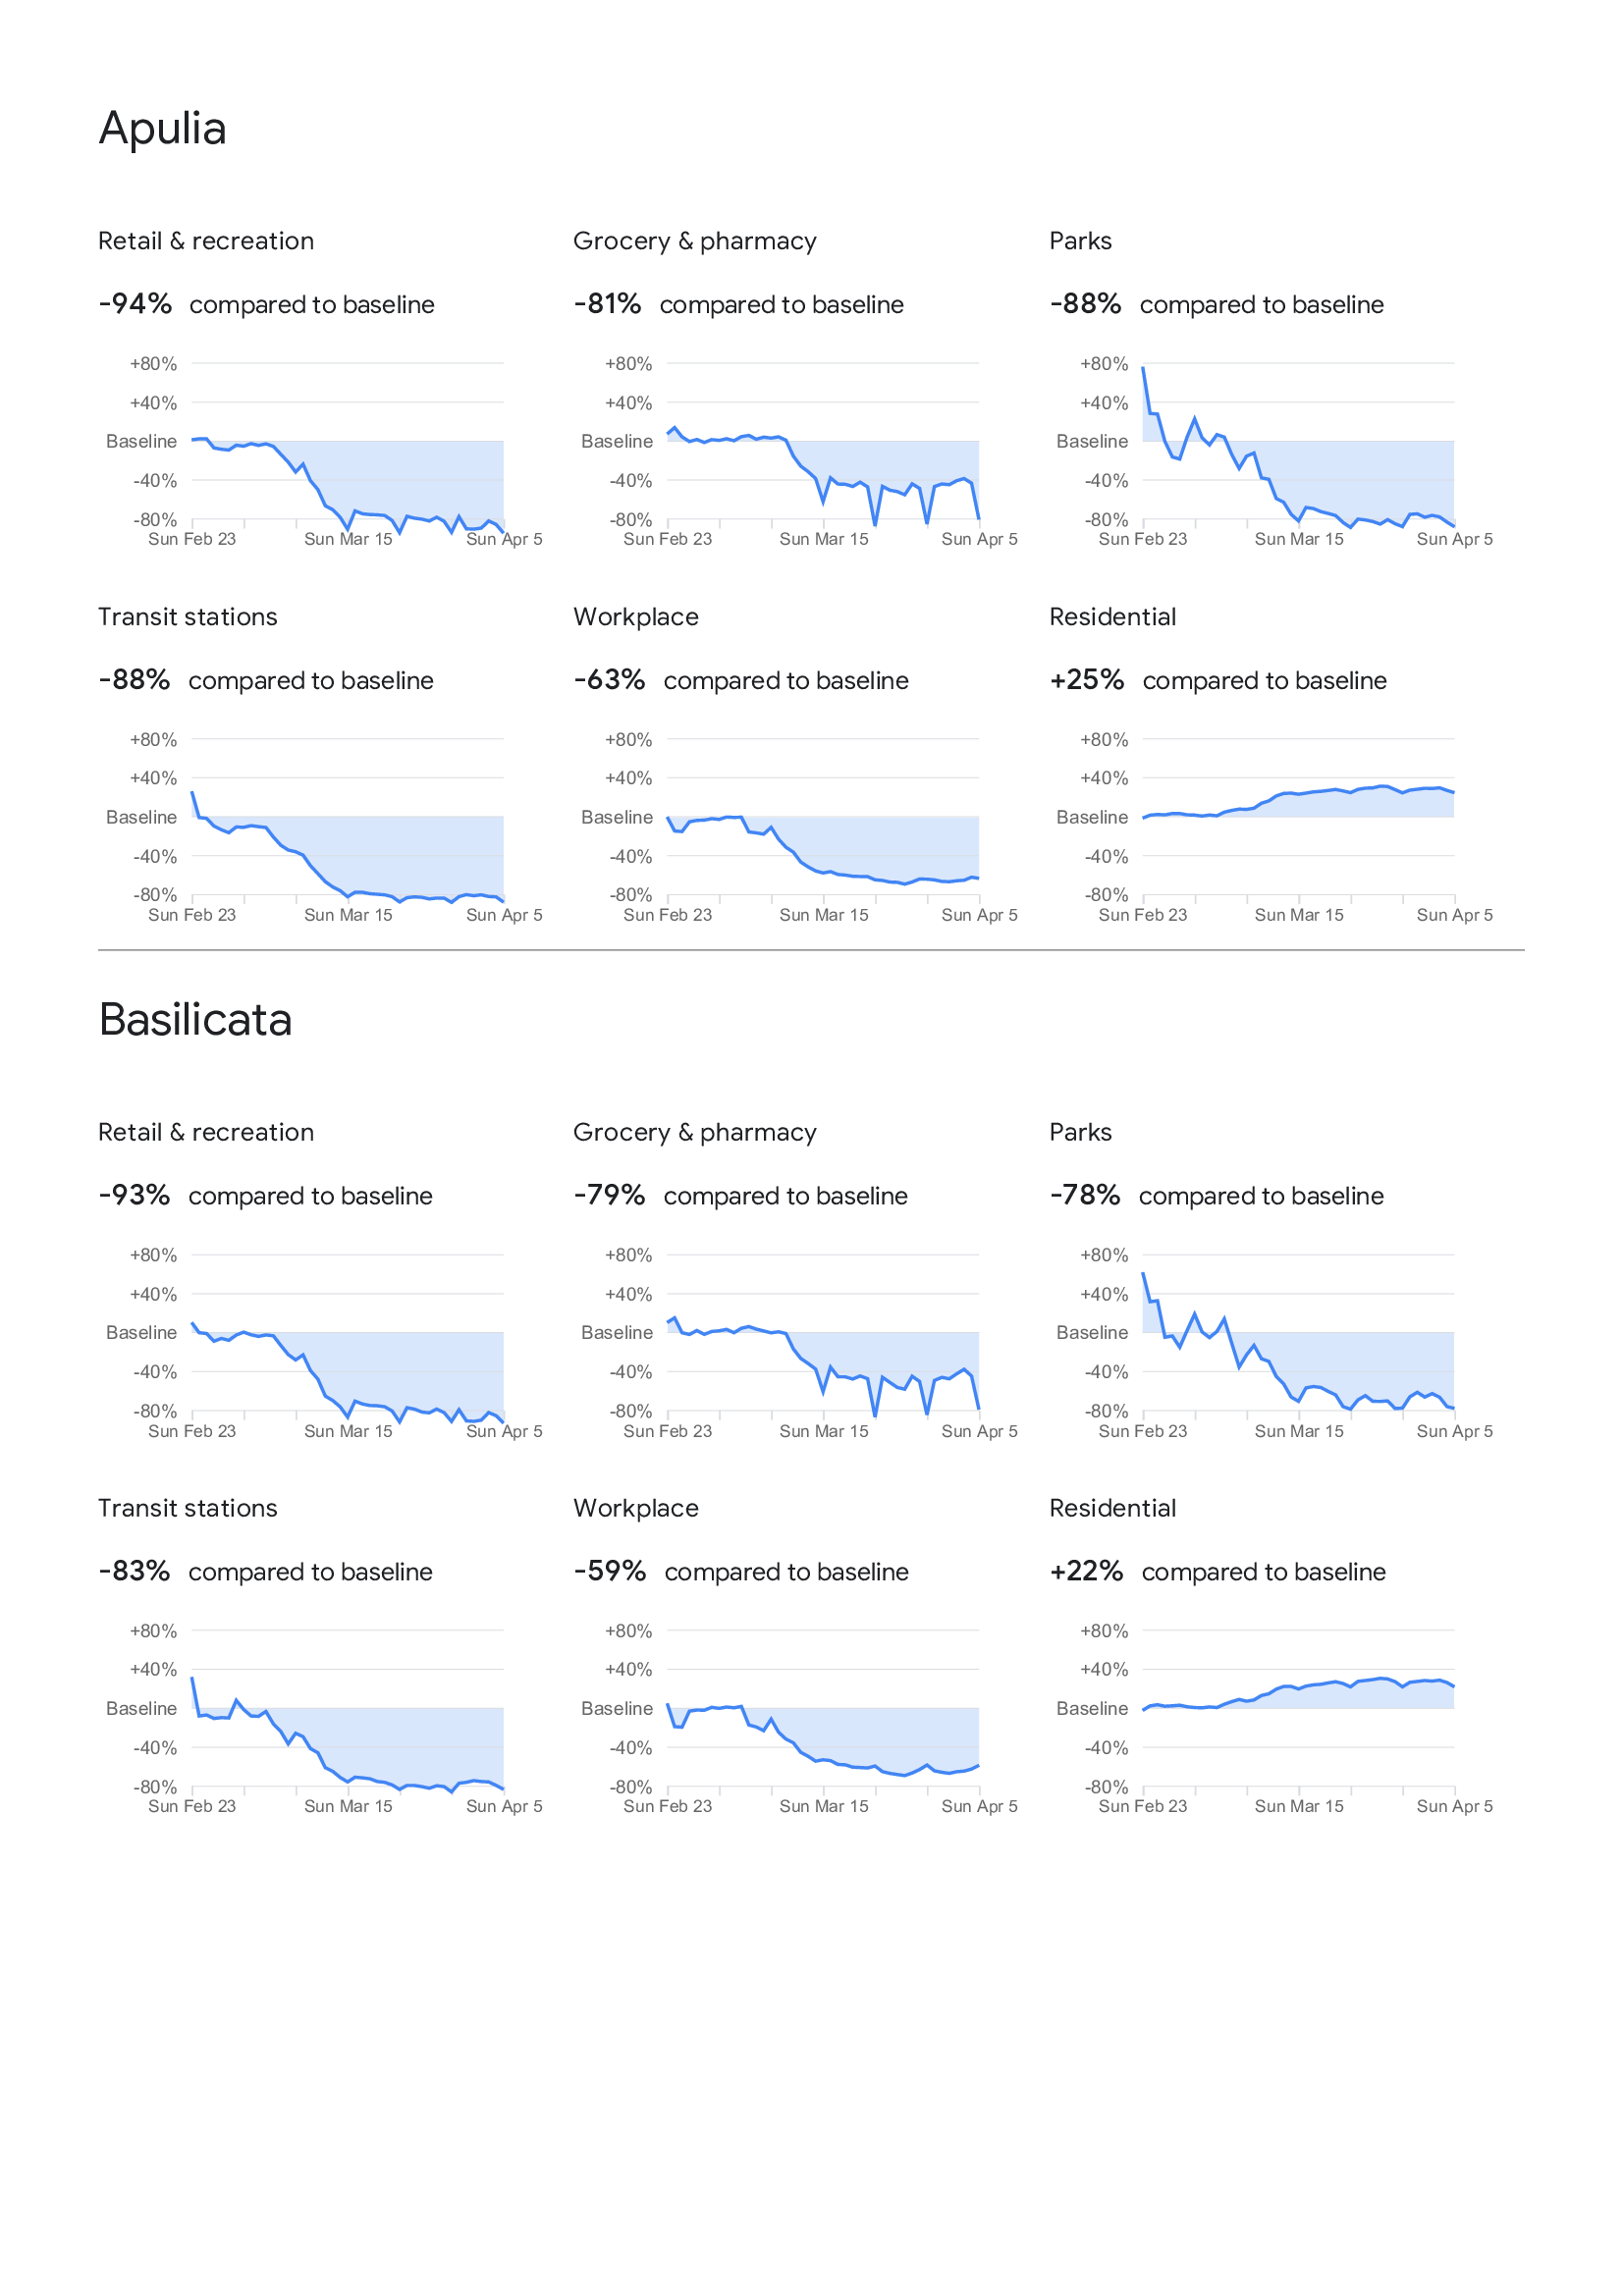 Apulia
Retail & recreation
-94% compared to baseline
+80%
+40%
Baseline
-40%
-80%
Sun Feb 23 Sun Mar 15 Sun Apr 5
Grocery & pharmacy
-81% compared to baseline
+80%
+40%
Baseline
-40%
-80%
Sun Feb 23 Sun Mar 15 Sun Apr 5
Parks
-88% compared to baseline
+80%
+40%
Baseline
-40%
-80%
Sun Feb 23 Sun Mar 15 Sun Apr 5
Transit stations
-88% compared to baseline
+80%
+40%
Baseline
-40%
-80%
Sun Feb 23 Sun Mar 15 Sun Apr 5
Workplace
-63% compared to baseline
+80%
+40%
Baseline
-40%
-80%
Sun Feb 23 Sun Mar 15 Sun Apr 5
Residential
+25% compared to baseline
+80%
+40%
Baseline
-40%
-80%
Sun Feb 23 Sun Mar 15 Sun Apr 5
Basilicata
Retail & recreation
-93% compared to baseline
+80%
+40%
Baseline
-40%
-80%
Sun Feb 23 Sun Mar 15 Sun Apr 5
Grocery & pharmacy
-79% compared to baseline
+80%
+40%
Baseline
-40%
-80%
Sun Feb 23 Sun Mar 15 Sun Apr 5
Parks
-78% compared to baseline
+80%
+40%
Baseline
-40%
-80%
Sun Feb 23 Sun Mar 15 Sun Apr 5
Transit stations
-83% compared to baseline
+80%
+40%
Baseline
-40%
-80%
Sun Feb 23 Sun Mar 15 Sun Apr 5
Workplace
-59% compared to baseline
+80%
+40%
Baseline
-40%
-80%
Sun Feb 23 Sun Mar 15 Sun Apr 5
Residential
+22% compared to baseline
+80%
+40%
Baseline
-40%
-80%
Sun Feb 23 Sun Mar 15 Sun Apr 5